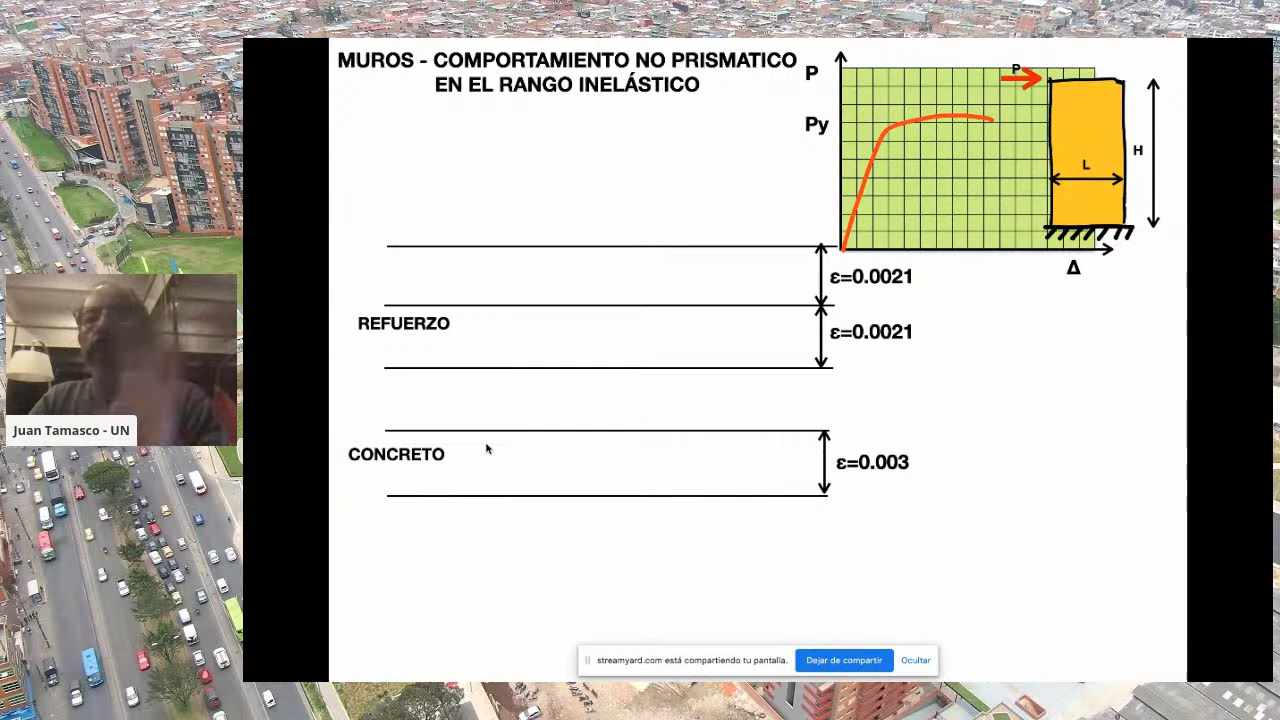 MUROS - COMPORTAMIENTO NO PRISMATICO
EN EL RANGO INELÁSTICO
P
Py
P
H
L
Δ
ε=0.0021
REFUERZO
ε=0.0021
CONCRETO
ε=0.003
Juan Tamasco - UN
streamyard.com está compartiendo tu pantalla.
Dejar de compartir
Ocultar